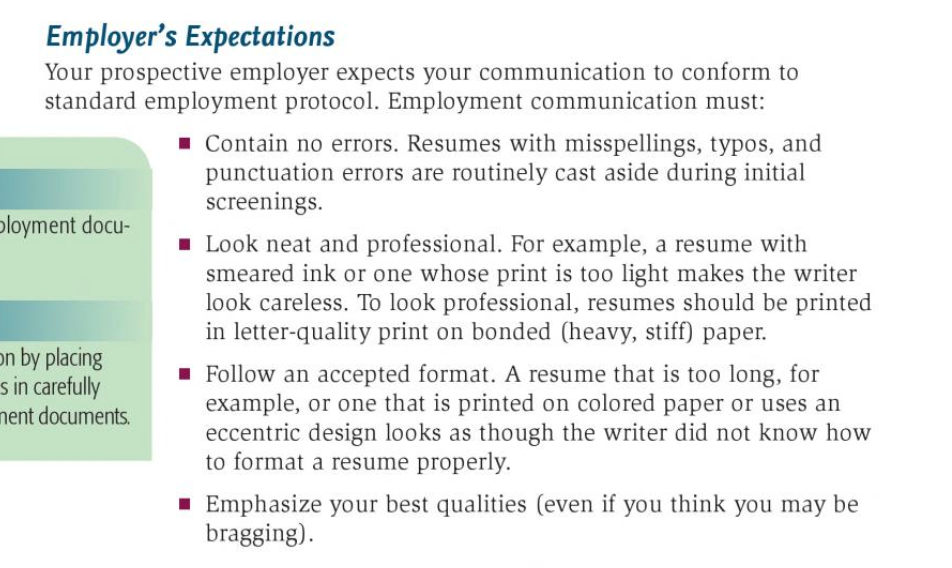 Employer's Expectations
Your prospective employer expects your communication to conform to
standard employment protocol. Employment communication must:
■ Contain no errors. Resumes with misspellings, typos, and
punctuation errors are routinely cast aside during initial
screenings.
■ Look neat and professional. For example, a resume with
smeared ink or one whose print is too light makes the writer
look careless. To look professional, resumes should be printed
in letter-quality print on bonded (heavy, stiff) paper.
■ Follow an accepted format. A resume that is too long, for
example, or one that is printed on colored paper or uses an
eccentric design looks as though the writer did not know how
to format a resume properly.
■ Emphasize your best qualities (even if you think you may be
bragging).
ployment docu-
on by placing
s in carefully
ment documents.